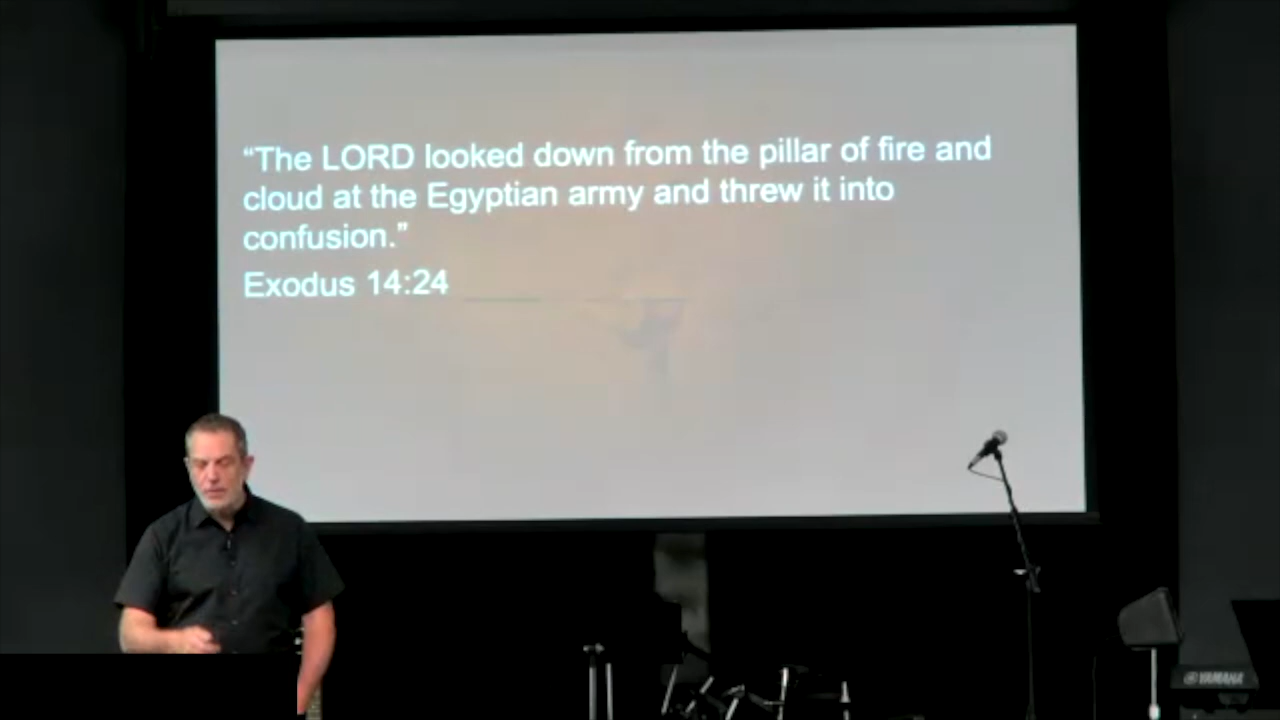 “The LORD looked down from the pillar of fire and
cloud at the Egyptian army and threw it into
confusion.”
Exodus 14:24
YAMAHA